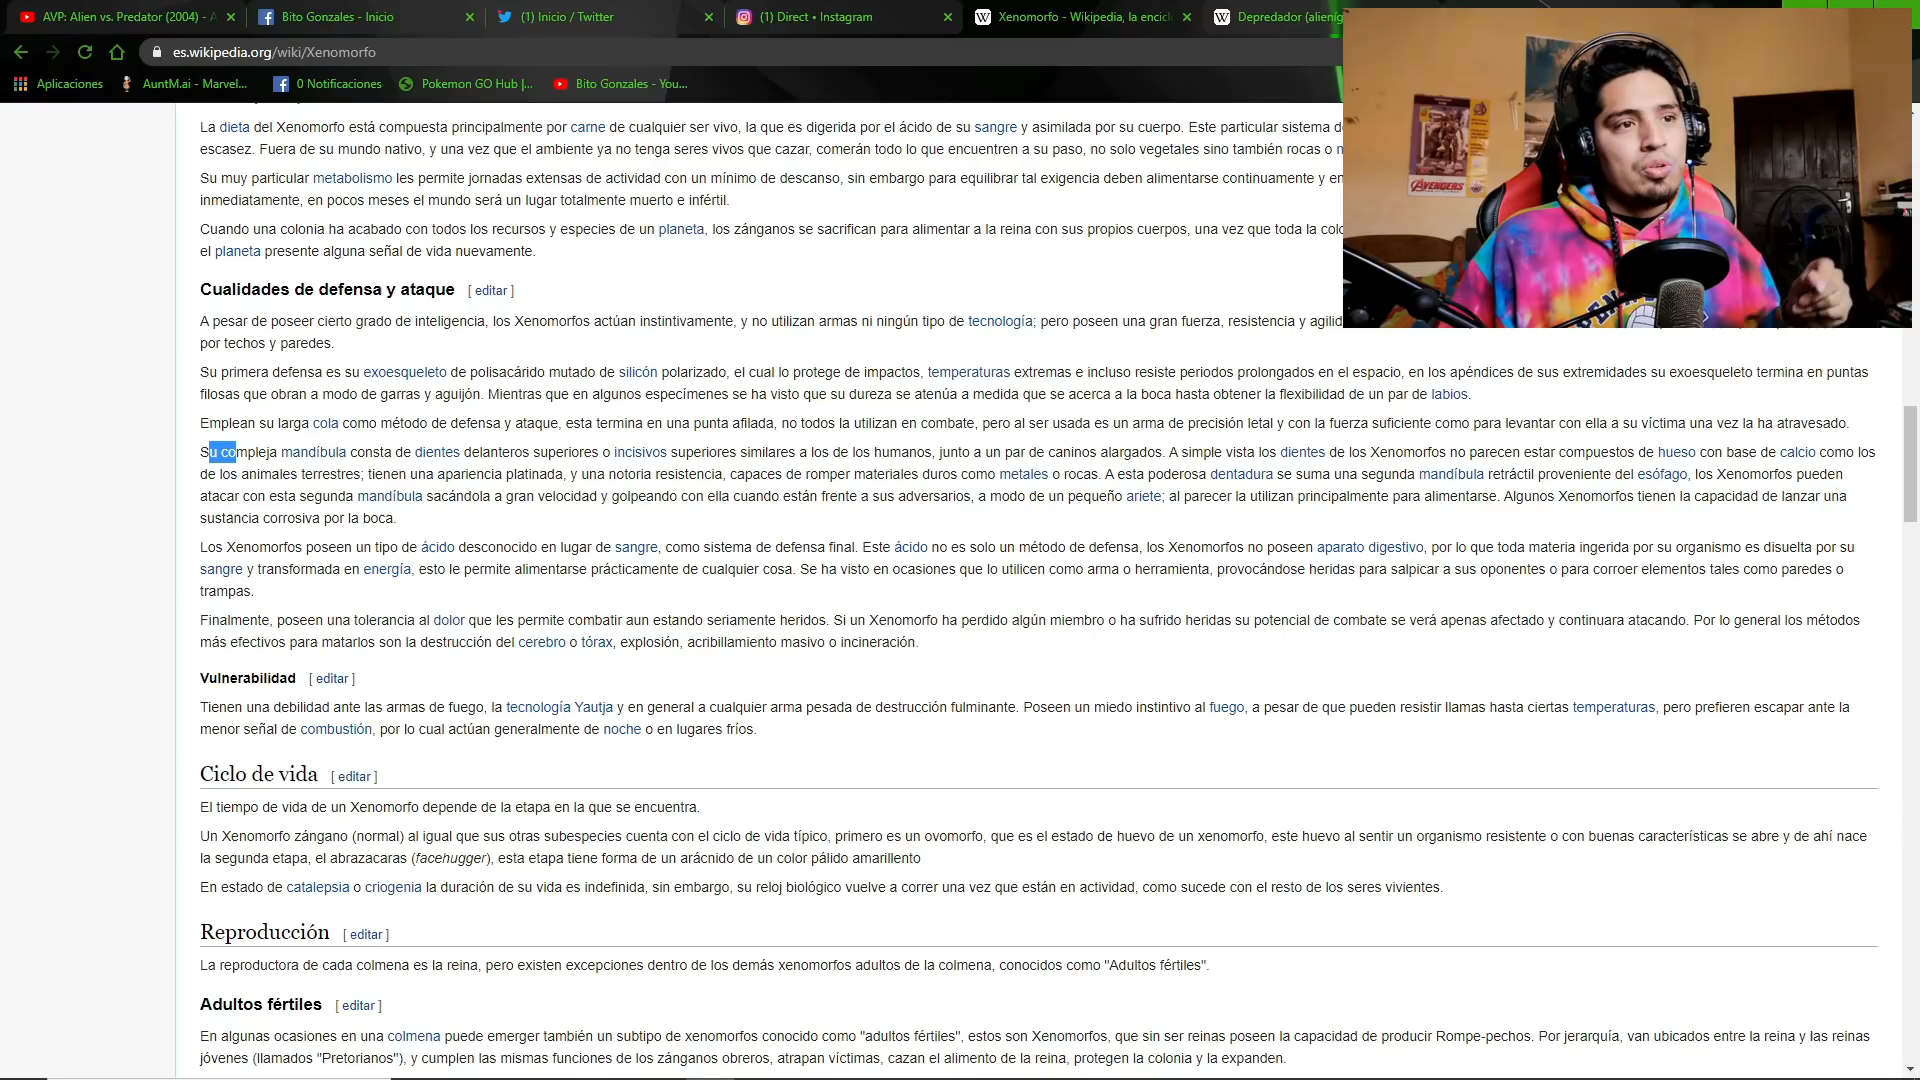 AVP: Alien vs. Predator (2004) - A
Bito Gonzales - Inicio
(1) Inicio / Twitter
(1) Direct • Instagram
Xenomorfo - Wikipedia, la encicl
Depredador (alieníg
es.wikipedia.org/wiki/Xenomorfo
Aplicaciones
AuntM.ai - Marvel...
0 Notificaciones
Pokemon GO Hub |...
Bito Gonzales - You...
La dieta del Xenomorfo está compuesta principalmente por carne de cualquier ser vivo, la que es digerida por el ácido de su sangre y asimilada por su cuerpo. Este particular sistema
escasez. Fuera de su mundo nativo, y una vez que el ambiente ya no tenga seres vivos que cazar, comerán todo lo que encuentren a su paso, no solo vegetales sino también rocas o
Su muy particular metabolismo les permite jornadas extensas de actividad con un mínimo de descanso, sin embargo para equilibrar tal exigencia deben alimentarse continuamente y en
inmediatamente, en pocos meses el mundo será un lugar totalmente muerto e infértil.
Cuando una colonia ha acabado con todos los recursos y especies de un planeta, los zánganos se sacrifican para alimentar a la reina con sus propios cuerpos, una vez que toda la colo
el planeta presente alguna señal de vida nuevamente.
Cualidades de defensa y ataque [ editar ]
A pesar de poseer cierto grado de inteligencia, los Xenomorfos actúan instintivamente, y no utilizan armas ni ningún tipo de tecnología; pero poseen una gran fuerza, resistencia y agilid
por techos y paredes.
Su primera defensa es su exoesqueleto de polisacárido mutado de silicón polarizado, el cual lo protege de impactos, temperaturas extremas e incluso resiste periodos prolongados en el espacio, en los apéndices de sus extremidades su exoesqueleto termina en puntas
filosas que obran a modo de garras y aguijón. Mientras que en algunos especímenes se ha visto que su dureza se atenúa a medida que se acerca a la boca hasta obtener la flexibilidad de un par de labios.
Emplean su larga cola como método de defensa y ataque, esta termina en una punta afilada, no todos la utilizan en combate, pero al ser usada es un arma de precisión letal y con la fuerza suficiente como para levantar con ella a su víctima una vez la ha atravesado.
Su compleja mandíbula consta de dientes delanteros superiores o incisivos superiores similares a los de los humanos, junto a un par de caninos alargados. A simple vista los dientes de los Xenomorfos no parecen estar compuestos de hueso con base de calcio como los
de los animales terrestres; tienen una apariencia platinada, y una notoria resistencia, capaces de romper materiales duros como metales o rocas. A esta poderosa dentadura se suma una segunda mandíbula retráctil proveniente del esófago, los Xenomorfos pueden
atacar con esta segunda mandíbula sacándola a gran velocidad y golpeando con ella cuando están frente a sus adversarios, a modo de un pequeño ariete; al parecer la utilizan principalmente para alimentarse. Algunos Xenomorfos tienen la capacidad de lanzar una
sustancia corrosiva por la boca.
Los Xenomorfos poseen un tipo de ácido desconocido en lugar de sangre, como sistema de defensa final. Este ácido no es solo un método de defensa, los Xenomorfos no poseen aparato digestivo, por lo que toda materia ingerida por su organismo es disuelta por su
sangre y transformada en energía, esto le permite alimentarse prácticamente de cualquier cosa. Se ha visto en ocasiones que lo utilicen como arma o herramienta, provocándose heridas para salpicar a sus oponentes o para corroer elementos tales como paredes o
trampas.
Finalmente, poseen una tolerancia al dolor que les permite combatir aun estando seriamente heridos. Si un Xenomorfo ha perdido algún miembro o ha sufrido heridas su potencial de combate se verá apenas afectado y continuara atacando. Por lo general los métodos
más efectivos para matarlos son la destrucción del cerebro o tórax, explosión, acribillamiento masivo o incineración.
Vulnerabilidad [ editar ]
Tienen una debilidad ante las armas de fuego, la tecnología Yautja y en general a cualquier arma pesada de destrucción fulminante. Poseen un miedo instintivo al fuego, a pesar de que pueden resistir llamas hasta ciertas temperaturas, pero prefieren escapar ante la
menor señal de combustión, por lo cual actúan generalmente de noche o en lugares fríos.
Ciclo de vida [ editar ]
El tiempo de vida de un Xenomorfo depende de la etapa en la que se encuentra.
Un Xenomorfo zángano (normal) al igual que sus otras subespecies cuenta con el ciclo de vida típico, primero es un ovomorfo, que es el estado de huevo de un xenomorfo, este huevo al sentir un organismo resistente o con buenas características se abre y de ahí nace
la segunda etapa, el abrazacaras (facehugger), esta etapa tiene forma de un arácnido de un color pálido amarillento
En estado de catalepsia o criogenia la duración de su vida es indefinida, sin embargo, su reloj biológico vuelve a correr una vez que están en actividad, como sucede con el resto de los seres vivientes.
Reproducción [ editar ]
La reproductora de cada colmena es la reina, pero existen excepciones dentro de los demás xenomorfos adultos de la colmena, conocidos como "Adultos fértiles".
Adultos fértiles [ editar ]
En algunas ocasiones en una colmena puede emerger también un subtipo de xenomorfos conocido como "adultos fértiles", estos son Xenomorfos, que sin ser reinas poseen la capacidad de producir Rompe-pechos. Por jerarquía, van ubicados entre la reina y las reinas
jóvenes (llamados "Pretorianos"), y cumplen las mismas funciones de los zánganos obreros, atrapan víctimas, cazan el alimento de la reina, protegen la colonia y la expanden.
AVENGERS